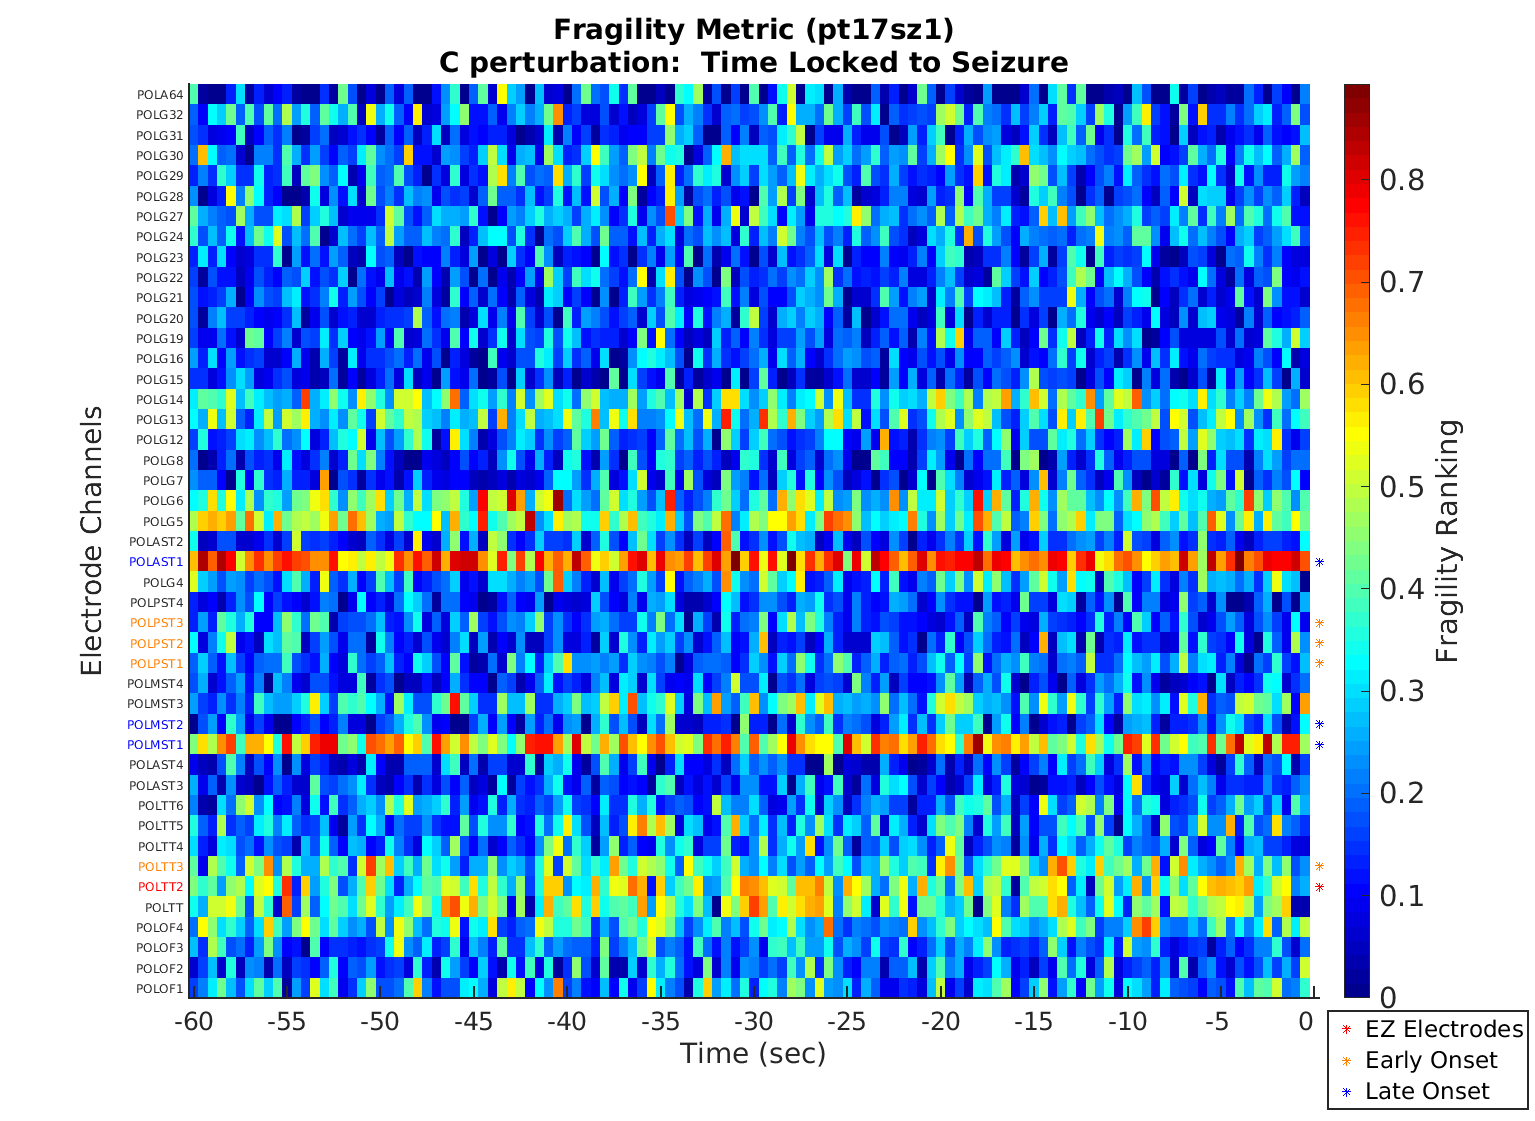 Fragility Metric (pt17sz1)
C perturbation:  Time Locked to Seizure
Electrode Channels
POLA64
POLG32
POLG31
POLG30
POLG29
POLG28
POLG27
POLG24
POLG23
POLG22
POLG21
POLG20
POLG19
POLG16
POLG15
POLG14
POLG13
POLG12
POLG8
POLG7
POLG6
POLG5
POLAST2
POLAST1
POLG4
POLPST4
POLPST3
POLPST2
POLPST1
POLMST4
POLMST3
POLMST2
POLMST1
POLAST4
POLAST3
POLTT6
POLTT5
POLTT4
POLTT3
POLTT2
POLTT
POLOF4
POLOF3
POLOF2
POLOF1
-60 -55 -50 -45 -40 -35 -30 -25 -20 -15 -10 -5 0
Time (sec)
0.8
0.7
0.6
0.5
0.4
0.3
0.2
0.1
0
Fragility Ranking
EZ Electrodes
Early Onset
Late Onset